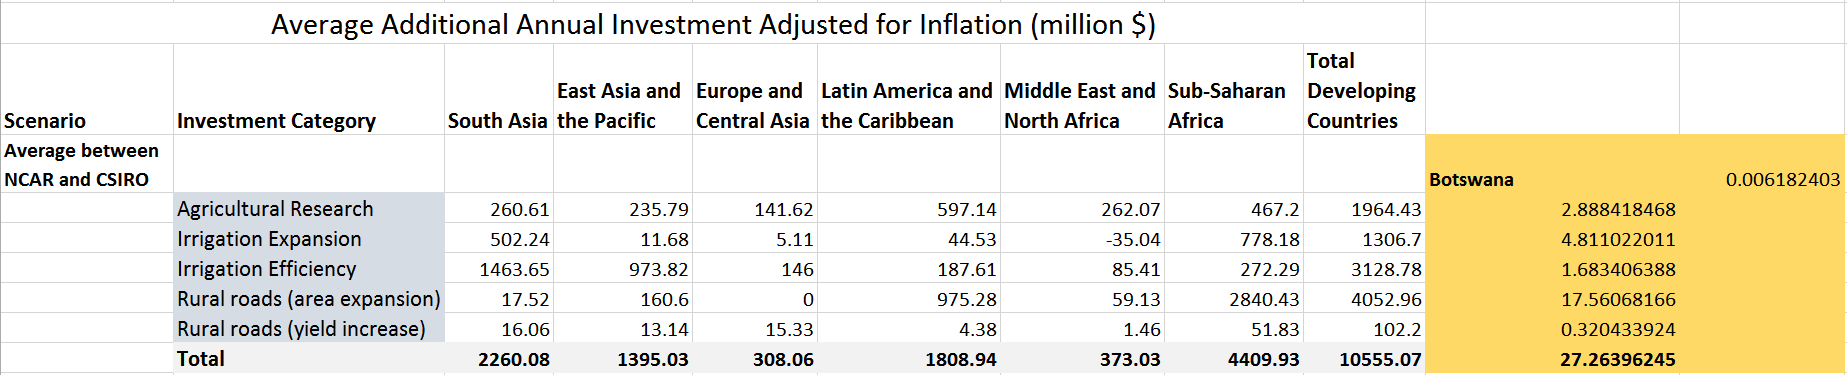 Average Additional Annual Investment Adjusted for Inflation (million $)
Scenario Investment Category South Asia East Asia and the Pacific Europe and Central Asia Latin America and the Caribbean Middle East and North Africa Sub-Saharan Africa Total Developing Countries
Average between NCAR and CSIRO Botswana 0.006182403
Agricultural Research 260.61 235.79 141.62 597.14 262.07 467.2 1964.43 2.888418468
Irrigation Expansion 502.24 11.68 5.11 44.53 -35.04 778.18 1306.7 4.811022011
Irrigation Efficiency 1463.65 973.82 146 187.61 85.41 272.29 3128.78 1.683406388
Rural roads (area expansion) 17.52 160.6 0 975.28 59.13 2840.43 4052.96 17.56068166
Rural roads (yield increase) 16.06 13.14 15.33 4.38 1.46 51.83 102.2 0.320433924
Total 2260.08 1395.03 308.06 1808.94 373.03 4409.93 10555.07 27.26396245